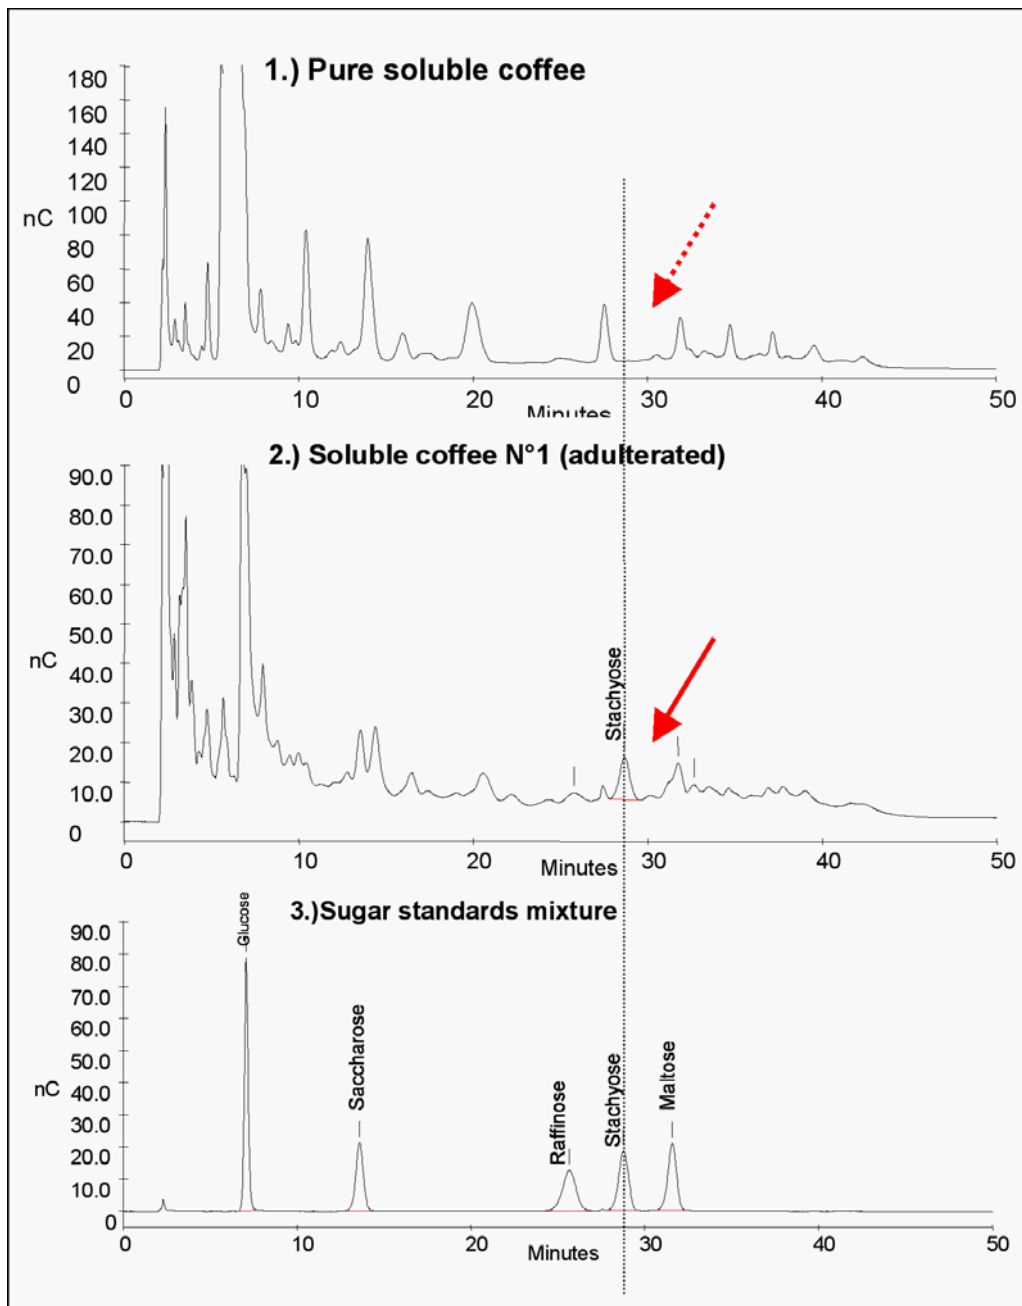 1.) Pure soluble coffee
180
160
140
120
100
nC
80
60
40
20
0
0 10 20 30 40 50
Minutes
2.) Soluble coffee N°1 (adulterated)
90.0
80.0
70.0
60.0
50.0
nC
40.0
30.0
20.0
10.0
0
Stachyose
0 10 20 30 40 50
Minutes
3.)Sugar standards mixture
90.0
80.0
70.0
60.0
50.0
nC
40.0
30.0
20.0
10.0
0
Glucose
Saccharose
Raffinose
Stachyose
Maltose
0 10 20 30 40 50
Minutes